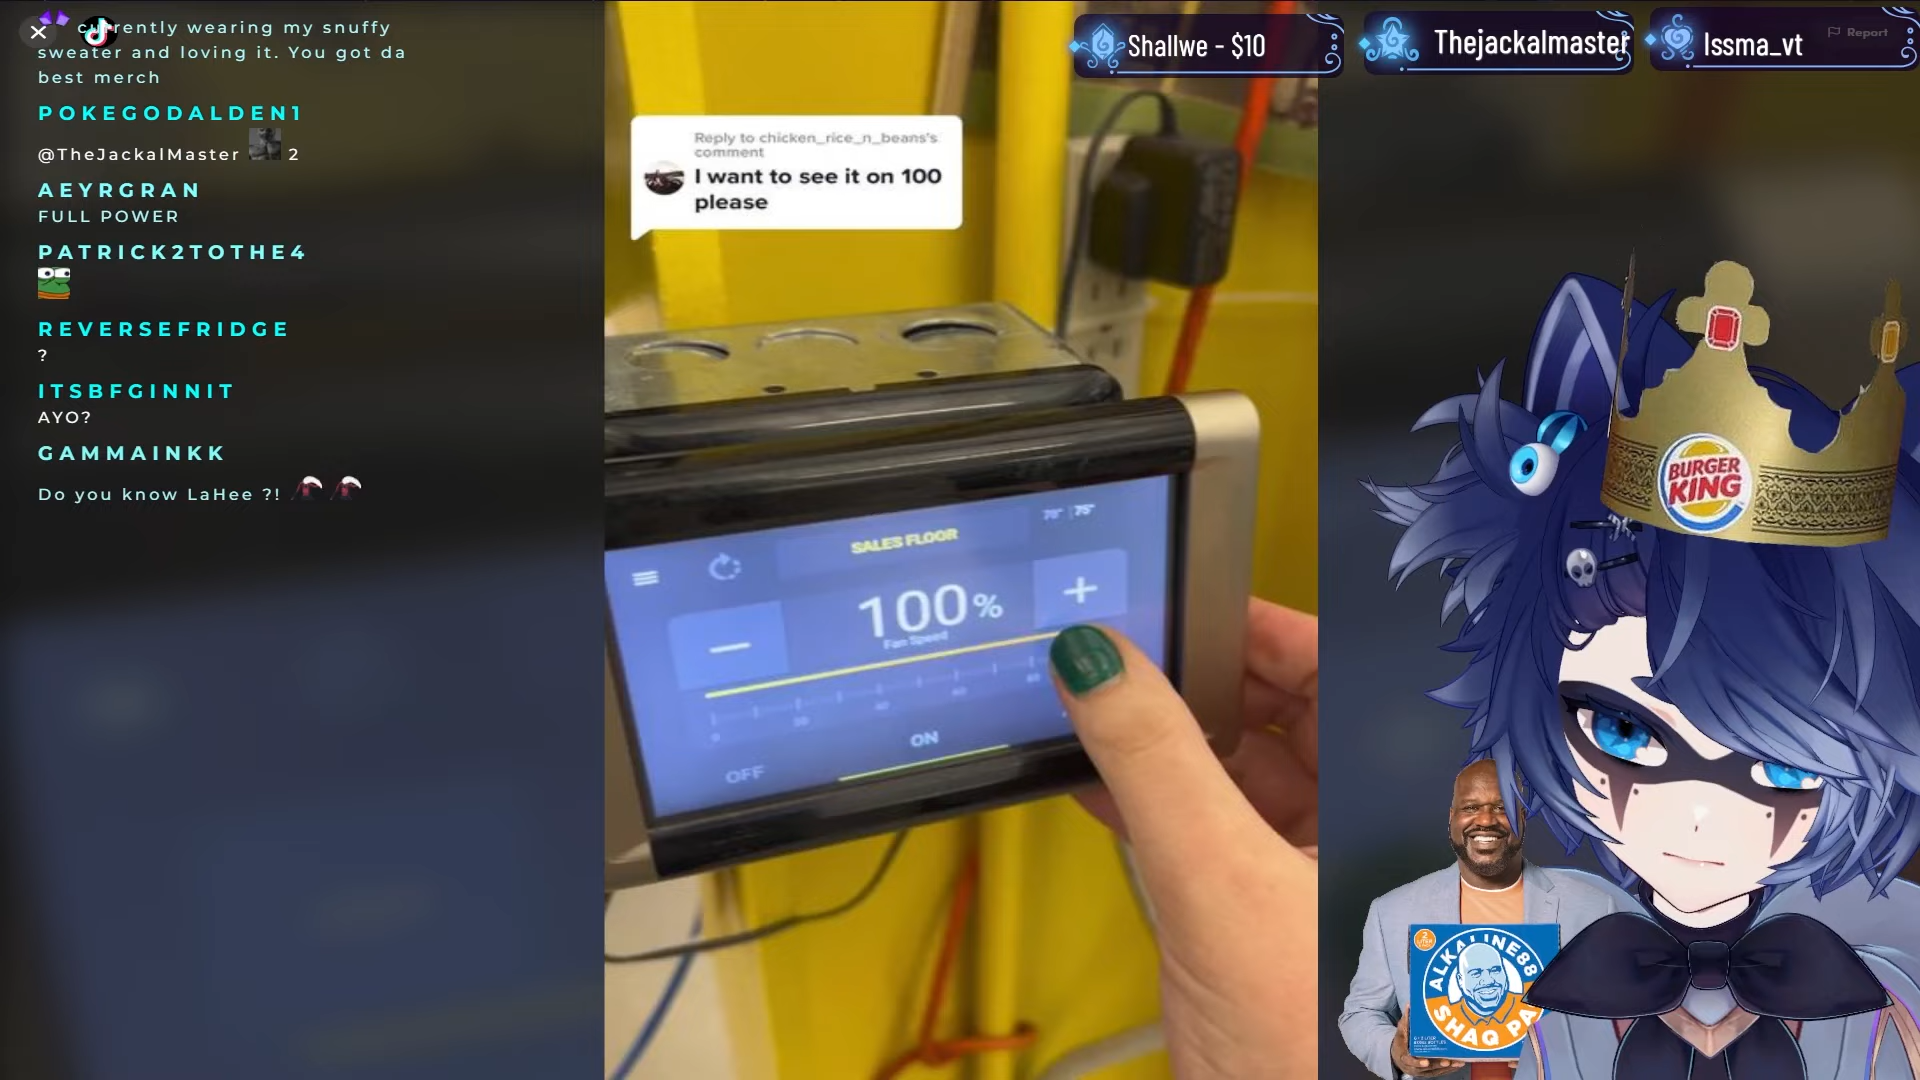 currently wearing my snuffy
sweater and loving it. You got da
best merch
POKEGODALDEN1
@TheJackalMaster 2
AEYRGRAN
FULL POWER
PATRICK2TOTHE4
REVERSEFRIDGE
?
ITSBFGINNIT
AYO?
GAMMAINKK
Do you know LaHee ?!
Shallwe - $10
Thejackalmaster
Issma_vt
Report
Reply to chicken_rice_n_beans's
comment
I want to see it on 100
please
SALES FLOOR
100%
Fan Speed
OFF
ON
BURGER
KING
ALKALINE88
SHAQ PA